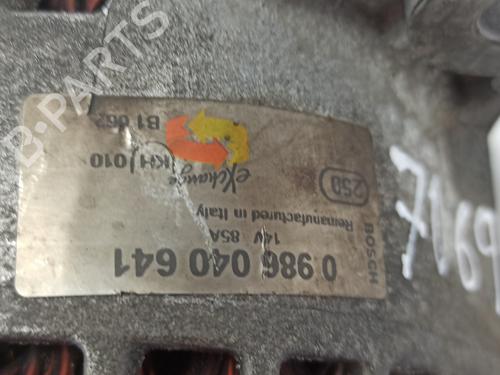 BOSCH
0 986 040 641
14V 85A
Remanufactured in Italy
250
eXchange
(KH)010
B1 062
B-PARTS